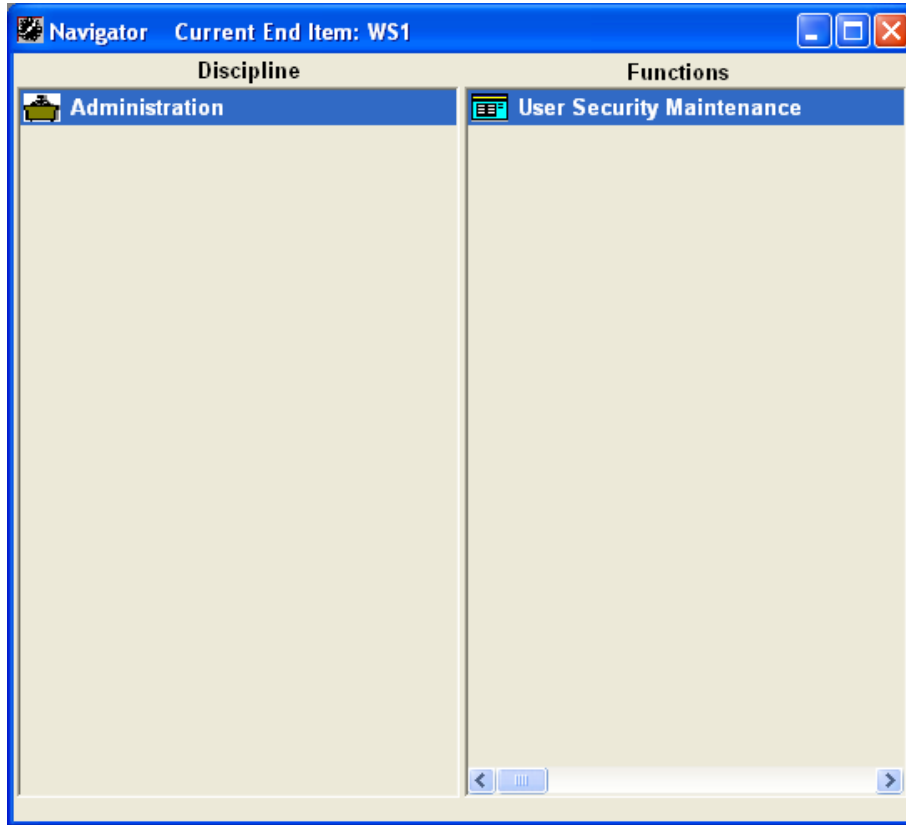 Navigator Current End Item: WS1
Discipline Functions
Administration User Security Maintenance